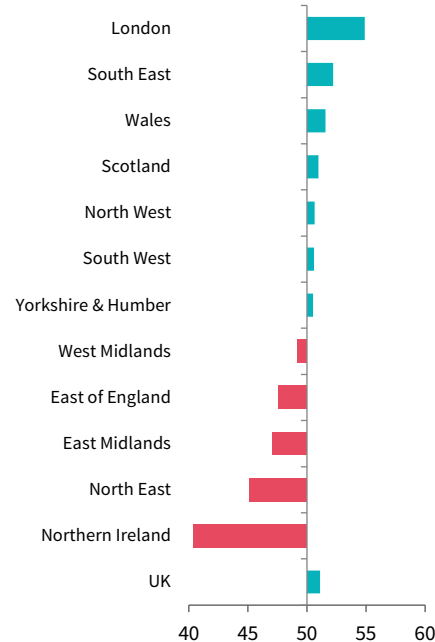 London
South East
Wales
Scotland
North West
South West
Yorkshire & Humber
West Midlands
East of England
East Midlands
North East
Northern Ireland
UK
40 45 50 55 60